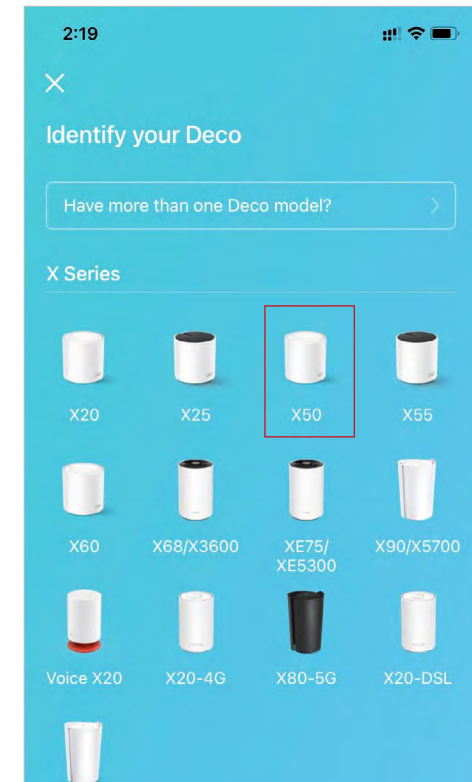 2:19
Identify your Deco
Have more than one Deco model?
X Series
X20 X25 X50 X55
X60 X68/X3600 XE75/ X90/X5700
XE5300
Voice X20 X20-4G X80-5G X20-DSL